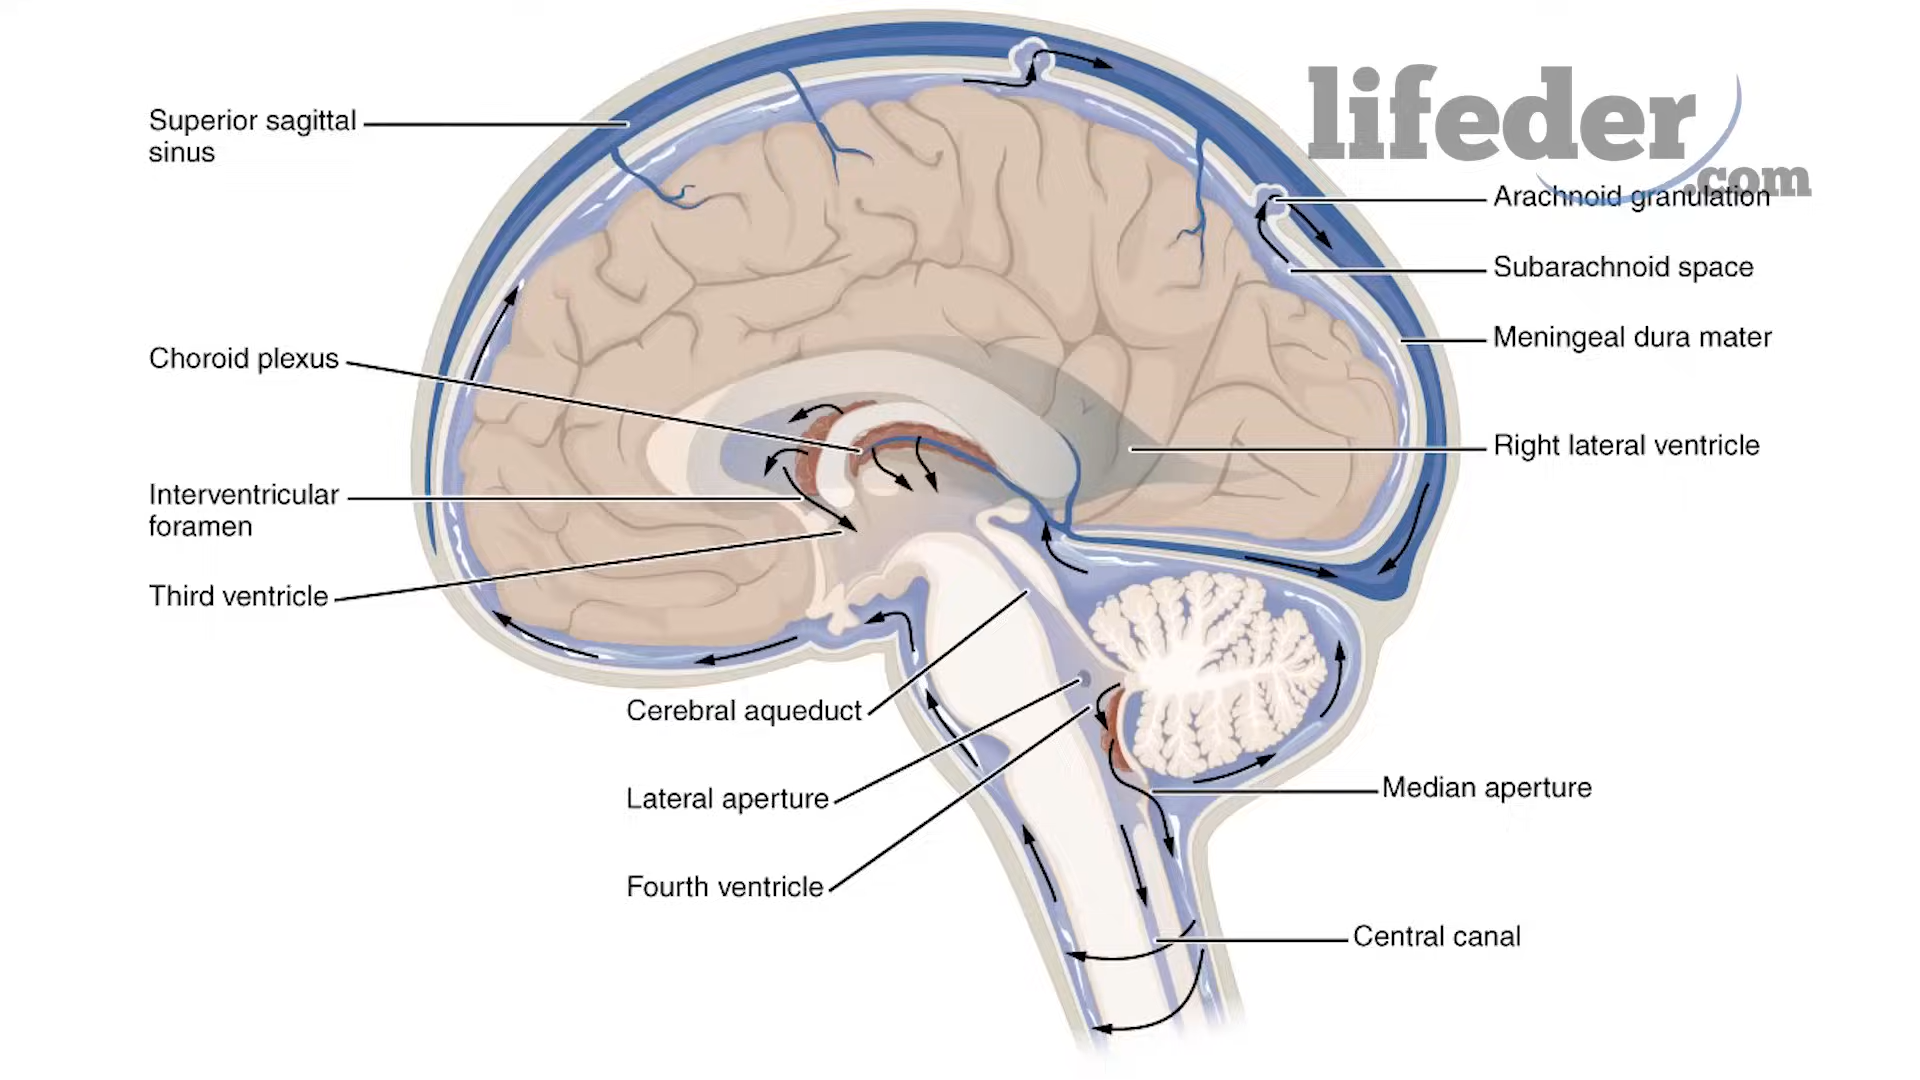 Superior sagittal
sinus
Choroid plexus
Interventricular
foramen
Third ventricle
Cerebral aqueduct
Lateral aperture
Fourth ventricle
lifeder
.com
Arachnoid granulation
Subarachnoid space
Meningeal dura mater
Right lateral ventricle
Median aperture
Central canal